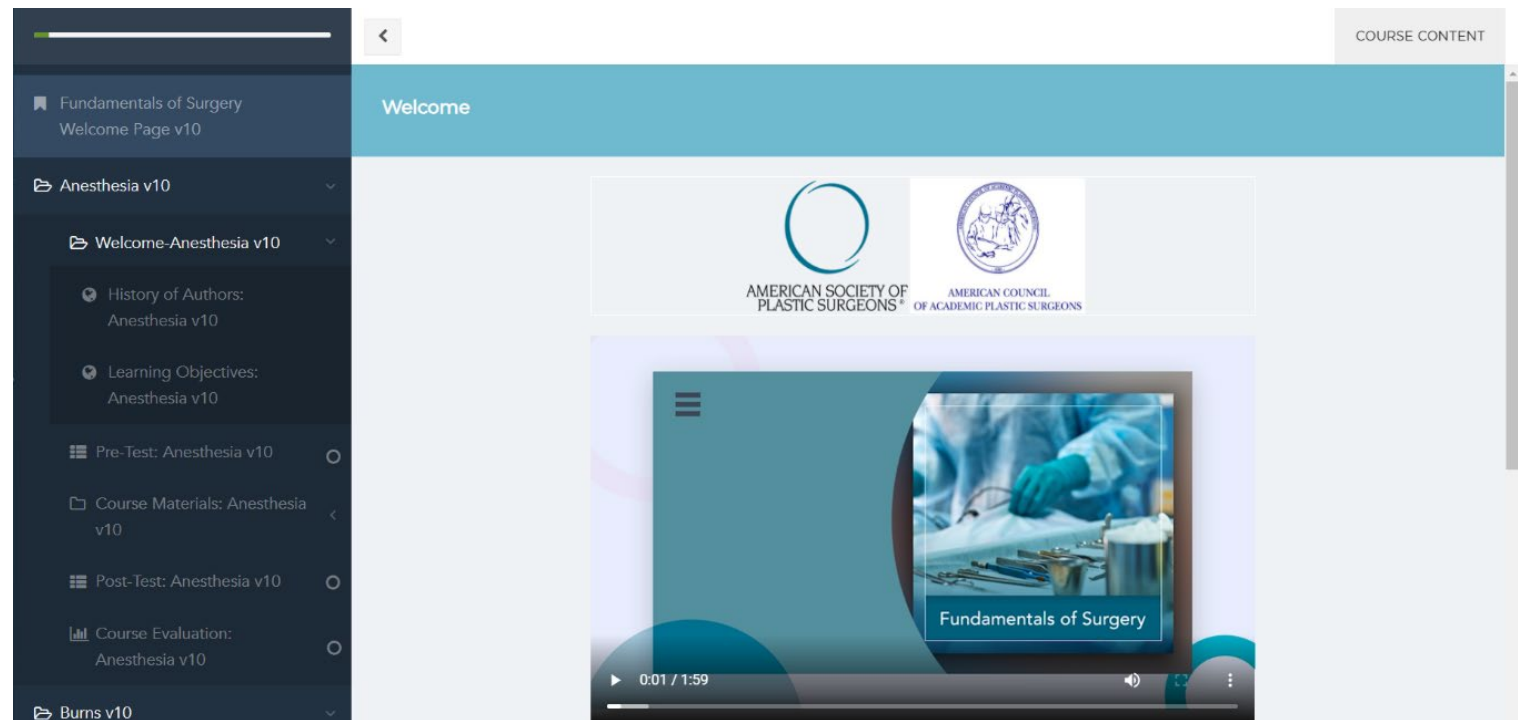 COURSE CONTENT
Fundamentals of Surgery
Welcome Page v10
Anesthesia v10
Welcome-Anesthesia v10
History of Authors:
Anesthesia v10
Learning Objectives:
Anesthesia v10
Pre-Test: Anesthesia v10
Course Materials: Anesthesia
v10
Post-Test: Anesthesia v10
Course Evaluation:
Anesthesia v10
Burns v10
Welcome
AMERICAN SOCIETY OF
PLASTIC SURGEONS®
AMERICAN COUNCIL
OF ACADEMIC PLASTIC SURGEONS
Fundamentals of Surgery
0:01 / 1:59